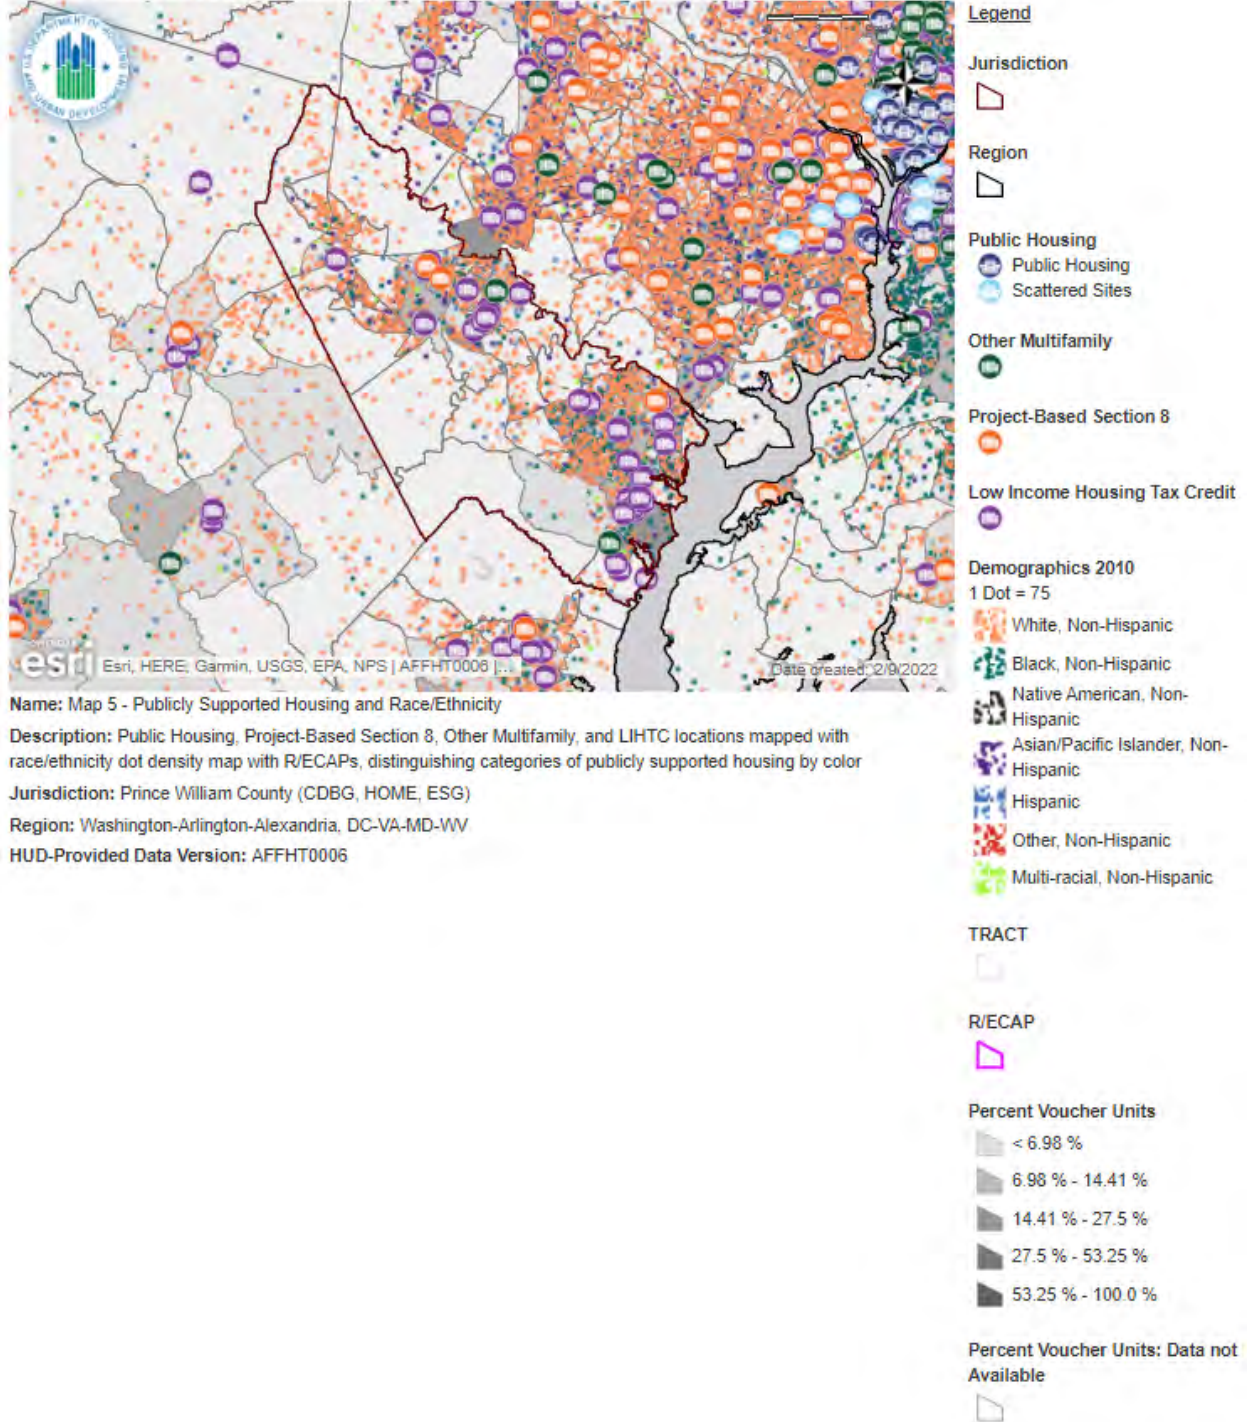 U.S. DEPARTMENT OF HOUSING AND URBAN DEVELOPMENT
esri
Esri, HERE, Garmin, USGS, EPA, NPS | AFFHT0006 |...
Date created: 2/9/2022
Name: Map 5 - Publicly Supported Housing and Race/Ethnicity
Description: Public Housing, Project-Based Section 8, Other Multifamily, and LIHTC locations mapped with
race/ethnicity dot density map with R/ECAPs, distinguishing categories of publicly supported housing by color
Jurisdiction: Prince William County (CDBG, HOME, ESG)
Region: Washington-Arlington-Alexandria, DC-VA-MD-WV
HUD-Provided Data Version: AFFHT0006
Legend
Jurisdiction
Region
Public Housing
Public Housing
Scattered Sites
Other Multifamily
Project-Based Section 8
Low Income Housing Tax Credit
Demographics 2010
1 Dot = 75
White, Non-Hispanic
Black, Non-Hispanic
Native American, Non-
Hispanic
Asian/Pacific Islander, Non-
Hispanic
Hispanic
Other, Non-Hispanic
Multi-racial, Non-Hispanic
TRACT
R/ECAP
Percent Voucher Units
< 6.98 %
6.98 % - 14.41 %
14.41 % - 27.5 %
27.5 % - 53.25 %
53.25 % - 100.0 %
Percent Voucher Units: Data not
Available